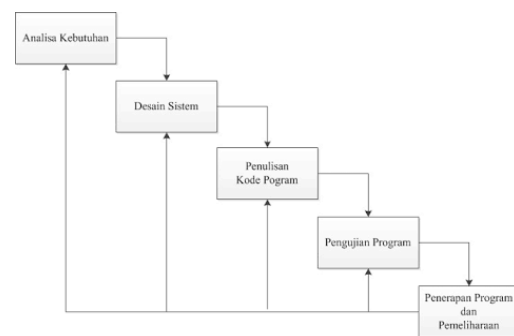 Analisa Kebutuhan
Desain Sistem
Penulisan
Kode Pogram
Pengujian Program
Penerapan Program
dan
Pemeliharaan